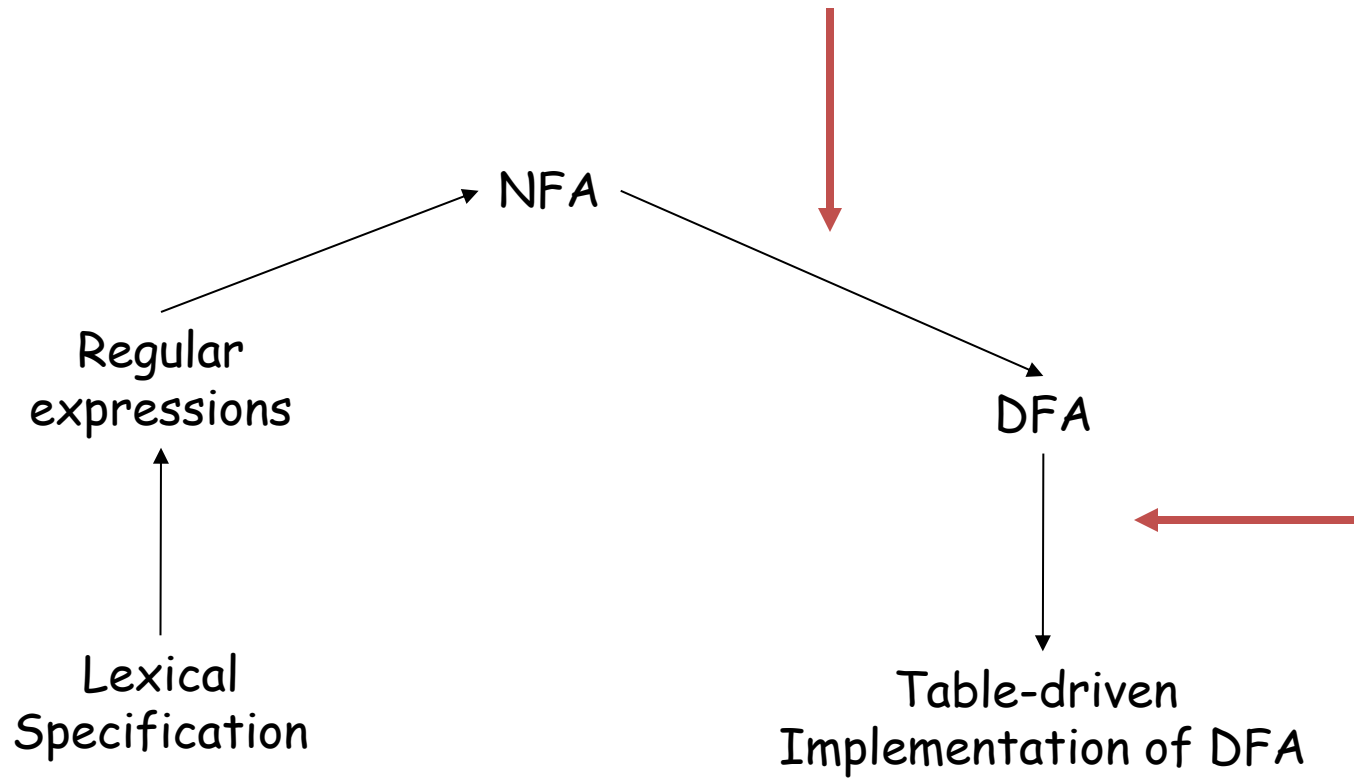 NFA
Regular
expressions
DFA
Lexical
Specification
Table-driven
Implementation of DFA